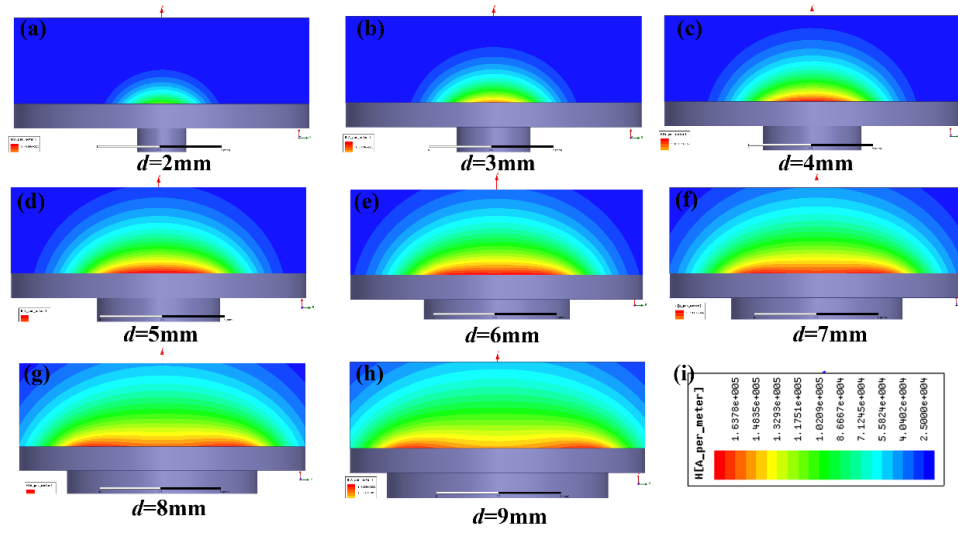 (a)
(b)
(c)
d=2mm
d=3mm
d=4mm
(d)
(e)
(f)
d=5mm
d=6mm
d=7mm
(g)
(h)
(i)
H[A_per_meter]
1.6378e+005
1.4835e+005
1.3293e+005
1.1751e+005
1.0209e+005
8.6667e+004
7.1245e+004
5.5824e+004
4.0402e+004
2.5000e+004
d=8mm
d=9mm